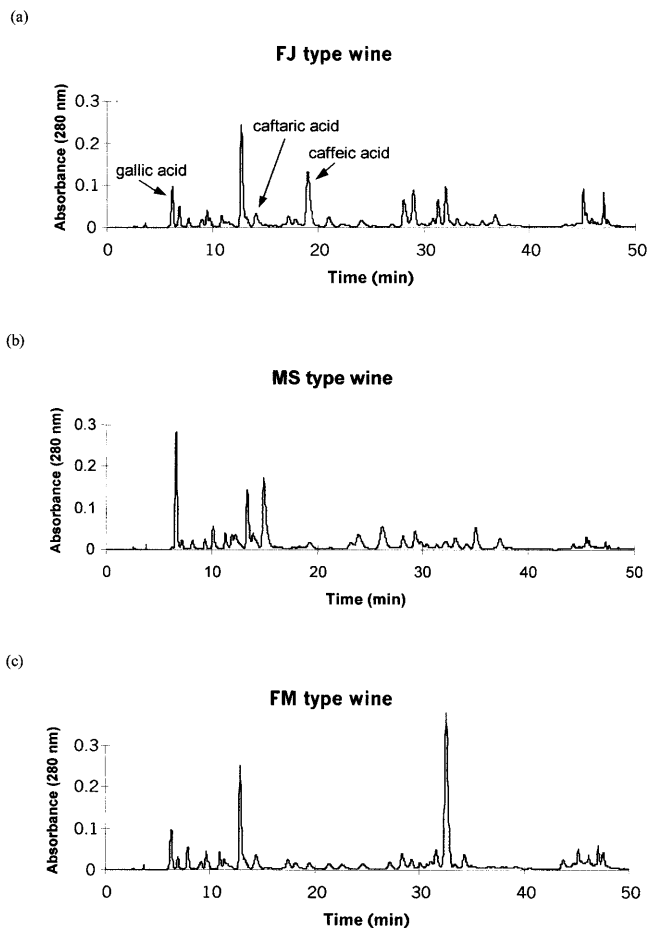 (a)
FJ type wine
Absorbance (280 nm)
0.3
0.2
0.1
0
gallic acid
caftaric acid
caffeic acid
0 10 20 30 40 50
Time (min)
(b)
MS type wine
Absorbance (280 nm)
0.3
0.2
0.1
0
0 10 20 30 40 50
Time (min)
(c)
FM type wine
Absorbance (280 nm)
0.3
0.2
0.1
0
0 10 20 30 40 50
Time (min)